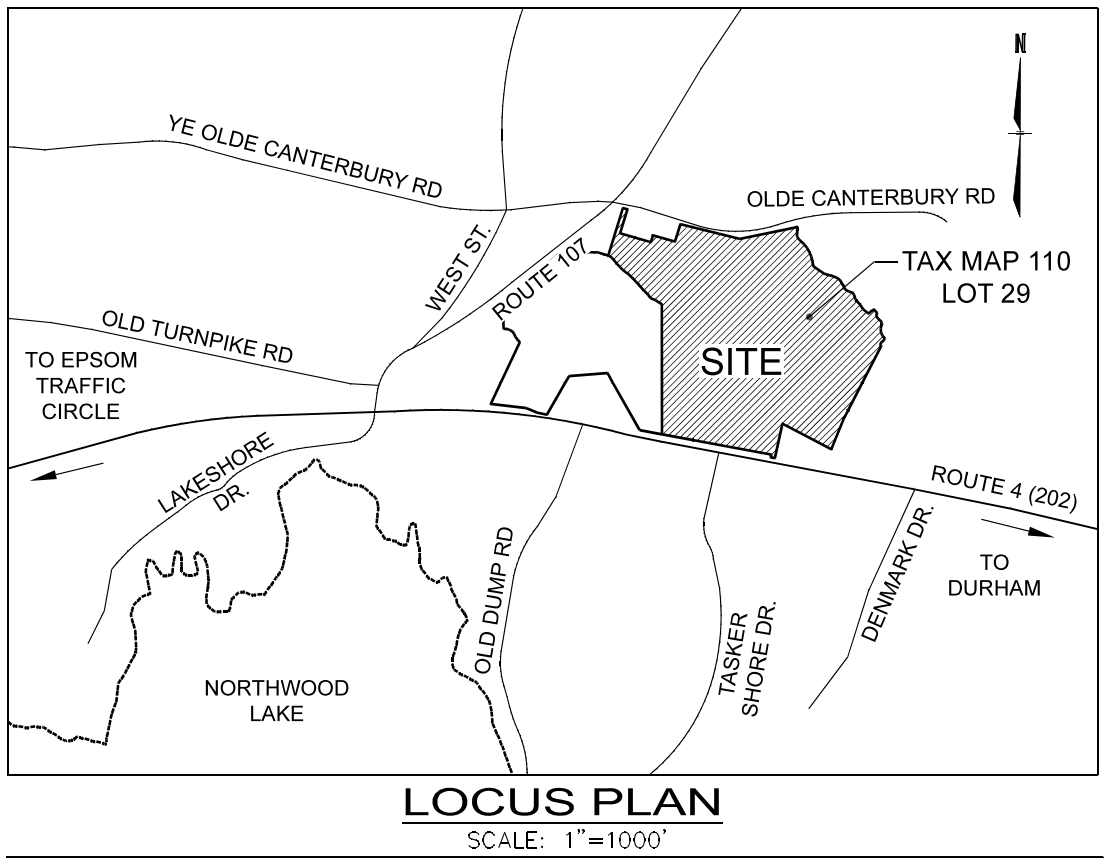 N
YE OLDE CANTERBURY RD
OLDE CANTERBURY RD
WEST ST.
ROUTE 107
TAX MAP 110
LOT 29
OLD TURNPIKE RD
TO EPSOM
TRAFFIC
CIRCLE
SITE
LAKESHORE
DR.
ROUTE 4 (202)
OLD DUMP RD
DENMARK DR.
TO
DURHAM
TASKER
SHORE DR.
NORTHWOOD
LAKE
LOCUS PLAN
SCALE: 1"=1000'